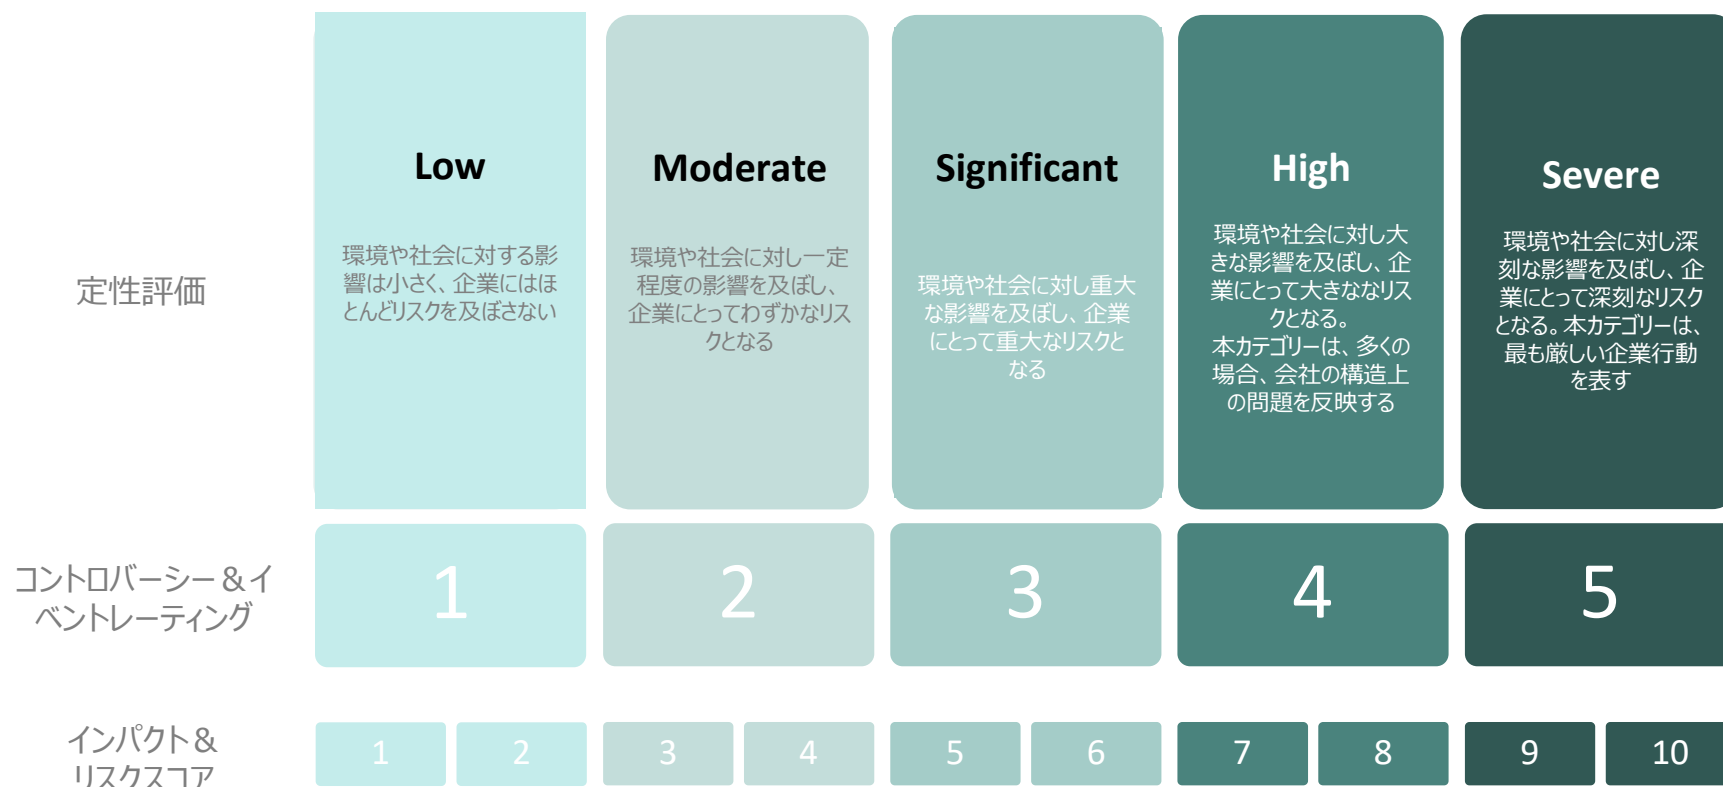 定性評価
Low
環境や社会に対する影
響は小さく、企業にはほ
とんどリスクを及ぼさない
Moderate
環境や社会に対し一定
程度の影響を及ぼし、
企業にとってわずかなリス
クとなる
Significant
環境や社会に対し重大
な影響を及ぼし、企業
にとって重大なリスクと
なる
High
環境や社会に対し大
きな影響を及ぼし、企
業にとって大きななリス
クとなる。
本カテゴリーは、多くの
場合、会社の構造上
の問題を反映する
Severe
環境や社会に対し深
刻な影響を及ぼし、企
業にとって深刻なリスク
となる。本カテゴリーは、
最も厳しい企業行動
を表す
コントロバーシー＆イ
ベントレーティング
1
2
3
4
5
インパクト＆
リスクスコア
1
2
3
4
5
6
7
8
9
10